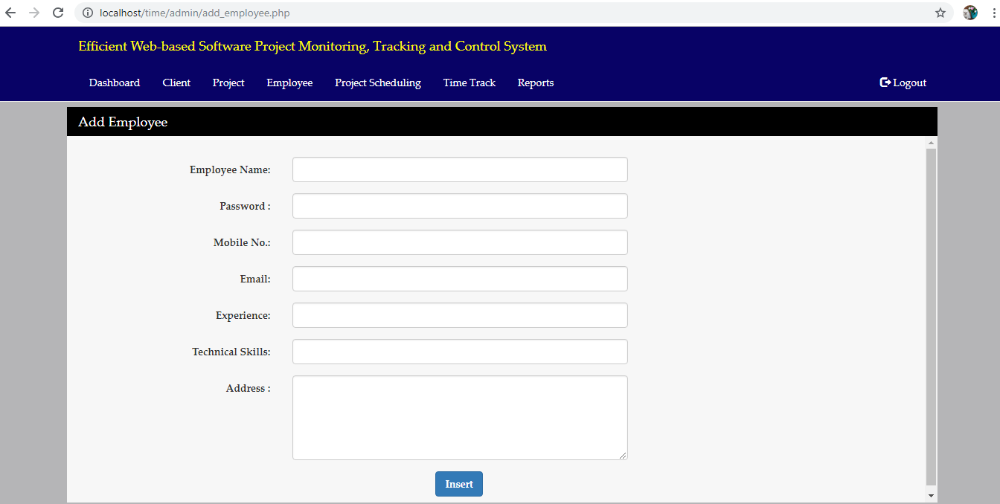 localhost/time/admin/add_employee.php
Efficient Web-based Software Project Monitoring, Tracking and Control System
Dashboard Client Project Employee Project Scheduling Time Track Reports Logout
Add Employee
Employee Name:
Password :
Mobile No.:
Email:
Experience:
Technical Skills:
Address :
Insert